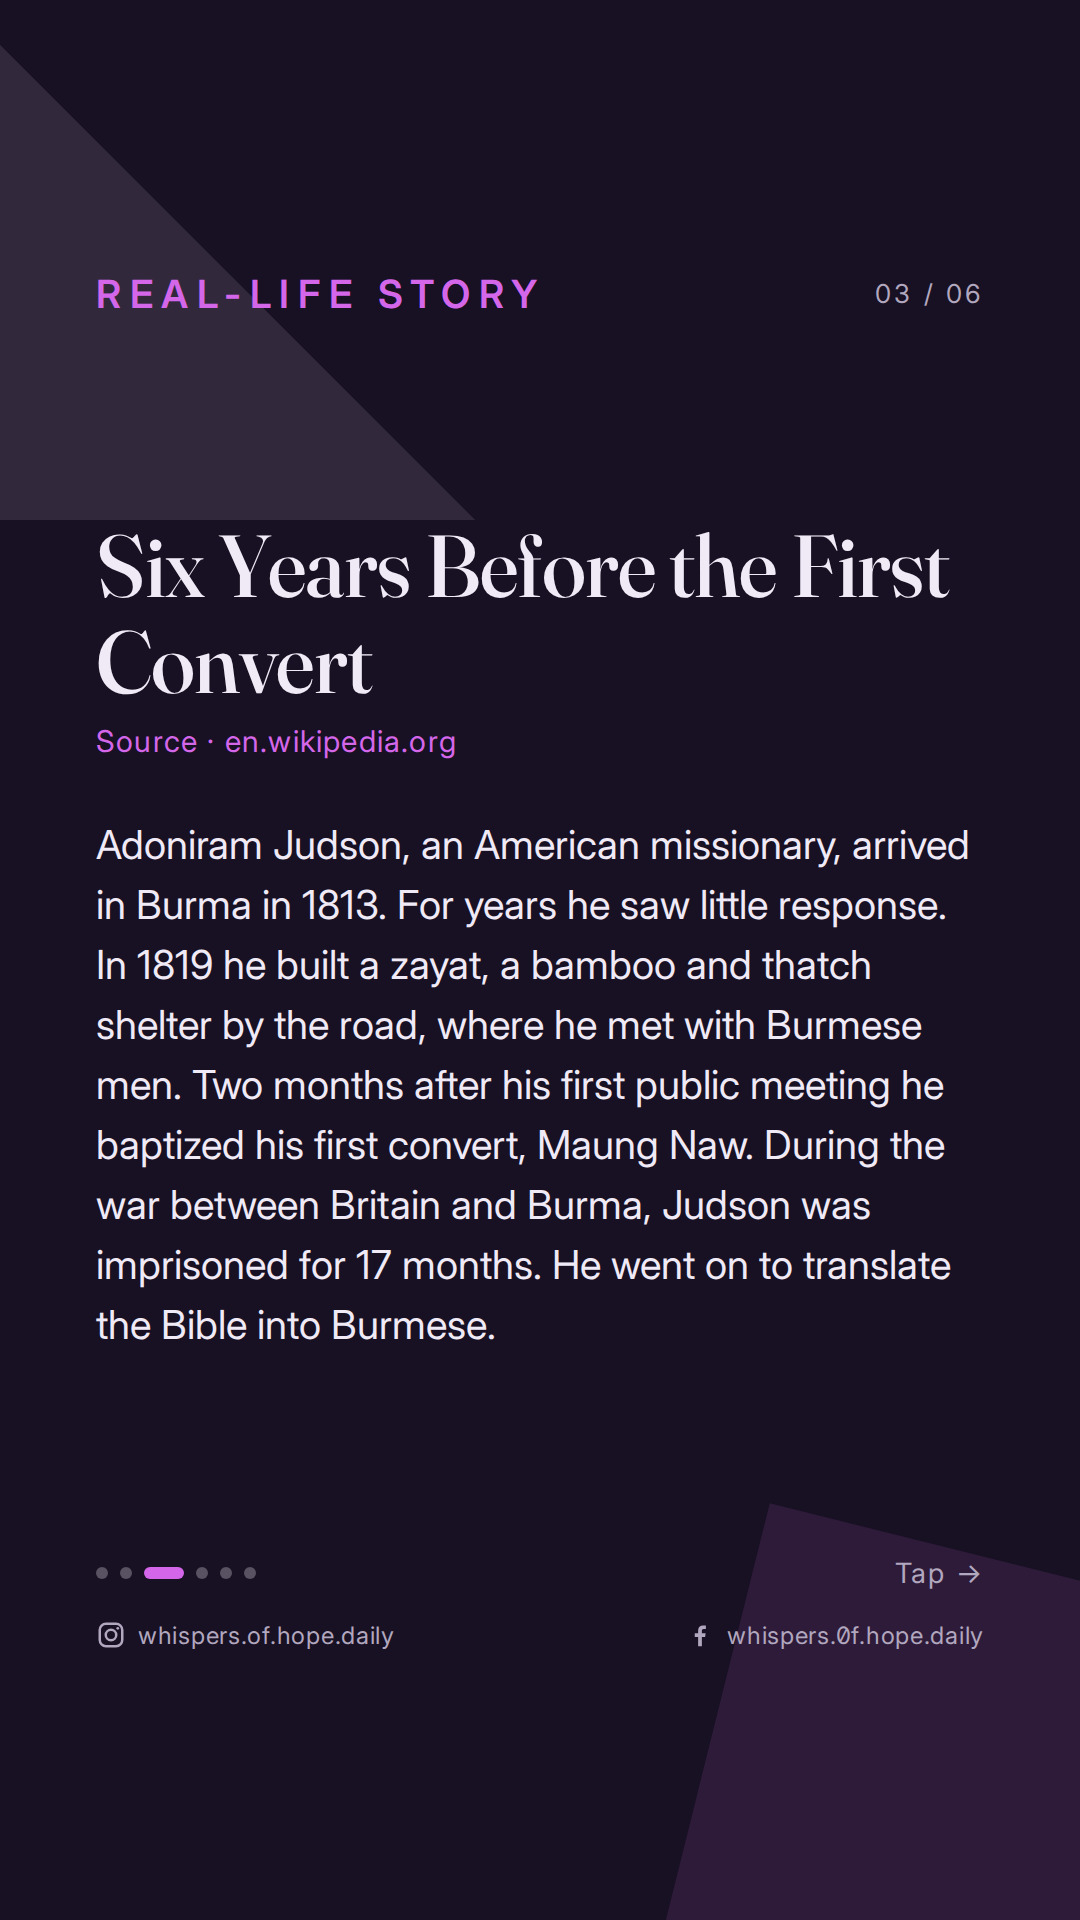 REAL-LIFE STORY
03 / 06
Six Years Before the First
Convert
Source · en.wikipedia.org
Adoniram Judson, an American missionary, arrived
in Burma in 1813. For years he saw little response.
In 1819 he built a zayat, a bamboo and thatch
shelter by the road, where he met with Burmese
men. Two months after his first public meeting he
baptized his first convert, Maung Naw. During the
war between Britain and Burma, Judson was
imprisoned for 17 months. He went on to translate
the Bible into Burmese.
Tap →
whispers.of.hope.daily
whispers.0f.hope.daily